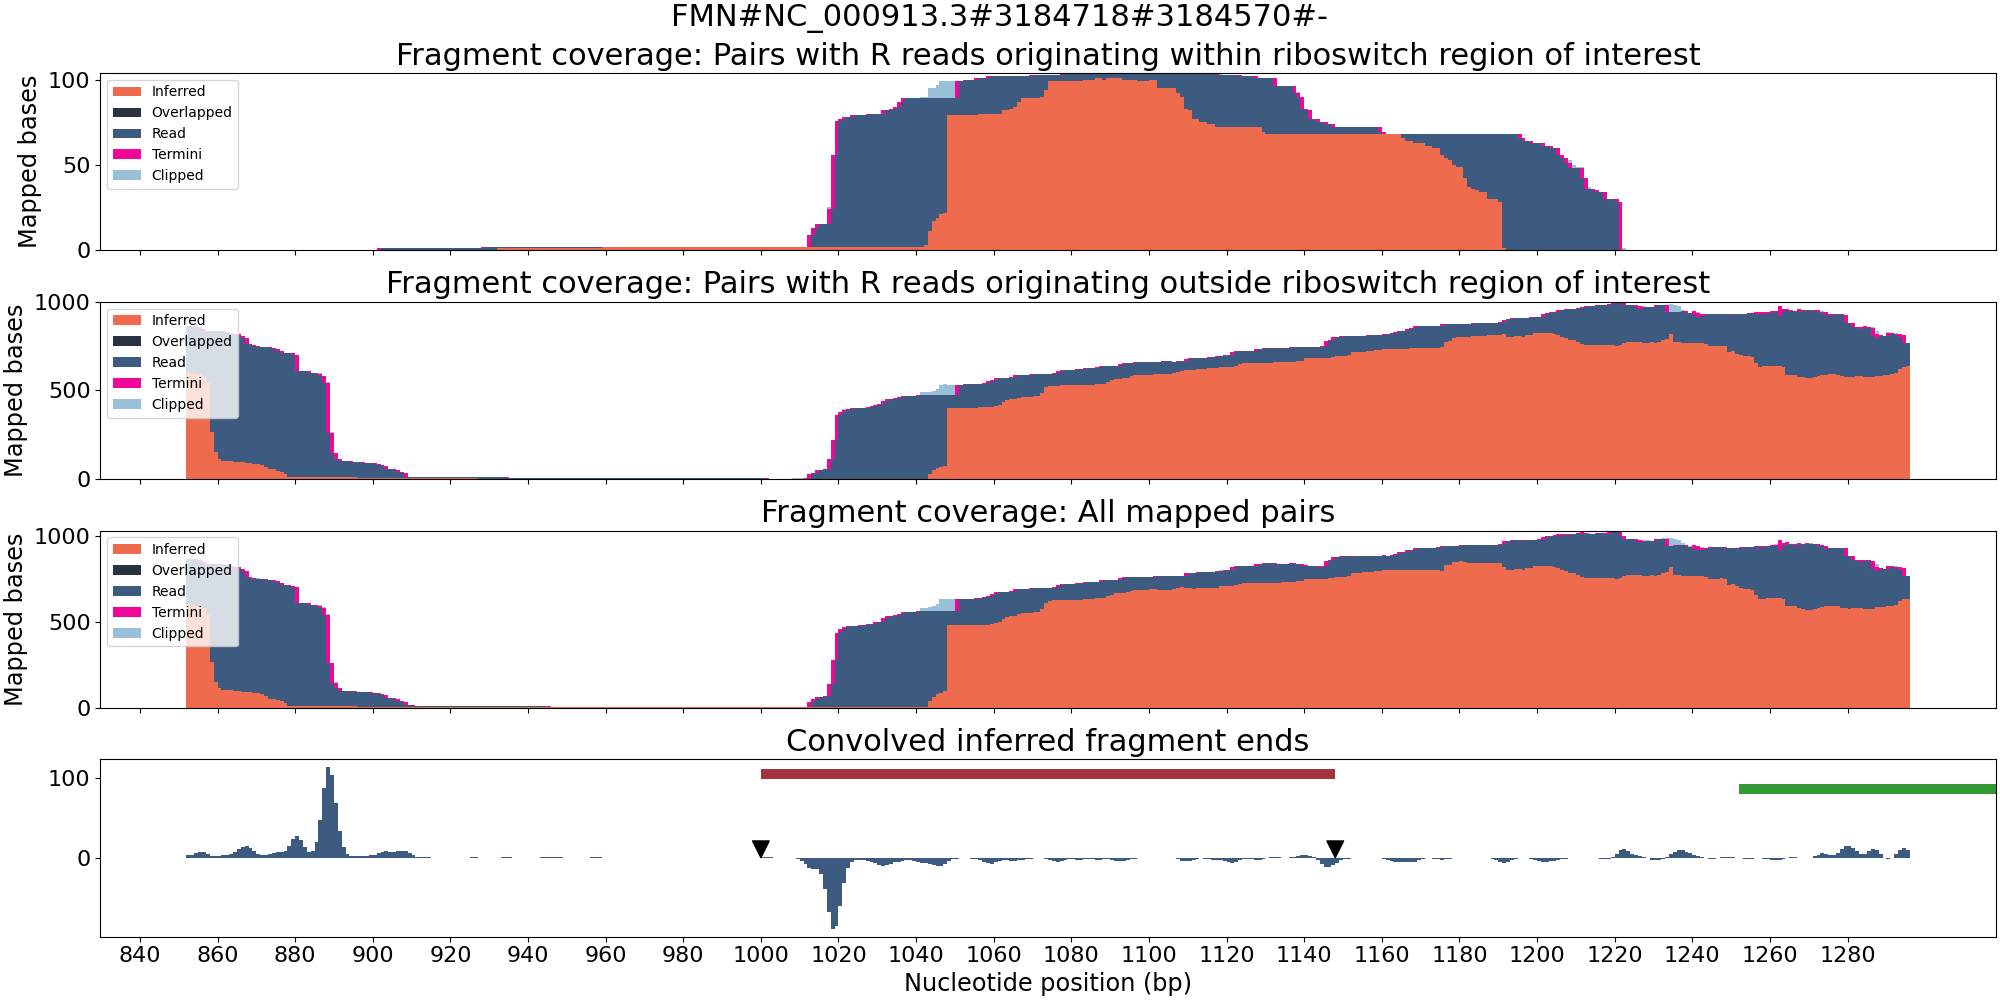 FMN#NC_000913.3#3184718#3184570#-
Fragment coverage: Pairs with R reads originating within riboswitch region of interest
Mapped bases
100
50
0
Inferred
Overlapped
Read
Termini
Clipped
Fragment coverage: Pairs with R reads originating outside riboswitch region of interest
Mapped bases
1000
500
0
Inferred
Overlapped
Read
Termini
Clipped
Fragment coverage: All mapped pairs
Mapped bases
1000
500
0
Inferred
Overlapped
Read
Termini
Clipped
Convolved inferred fragment ends
100
0
840 860 880 900 920 940 960 980 1000 1020 1040 1060 1080 1100 1120 1140 1160 1180 1200 1220 1240 1260 1280
Nucleotide position (bp)